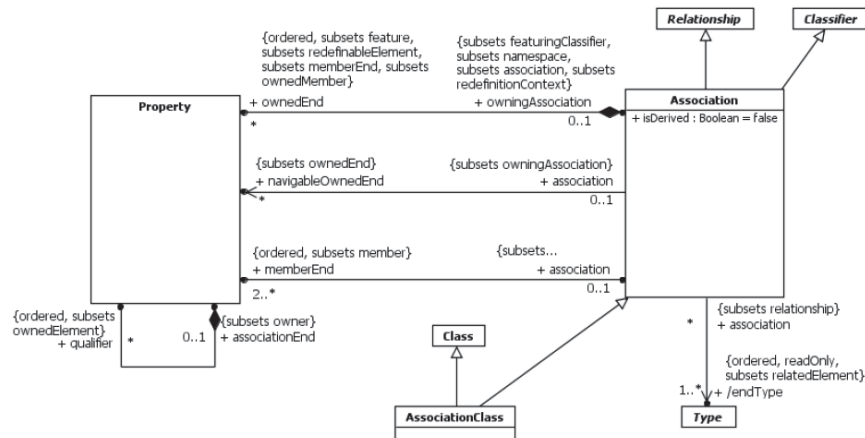 Relationship
Classifier
{ordered, subsets feature,
subsets redefinableElement,
subsets memberEnd, subsets
ownedMember}
+ ownedEnd
*
{subsets featuringClassifier,
subsets namespace,
subsets association, subsets
redefinitionContext}
+ owningAssociation
0..1
Property
Association
+ isDerived : Boolean = false
{subsets ownedEnd}
+ navigableOwnedEnd
*
{subsets owningAssociation}
+ association
0..1
{ordered, subsets member}
+ memberEnd
2..*
{subsets...
+ association
0..1
{ordered, subsets
ownedElement}
+ qualifier
*
0..1
{subsets owner}
+ associationEnd
{subsets relationship}
+ association
*
Class
{ordered, readOnly,
subsets relatedElement}
+ /endType
1..*
AssociationClass
Type